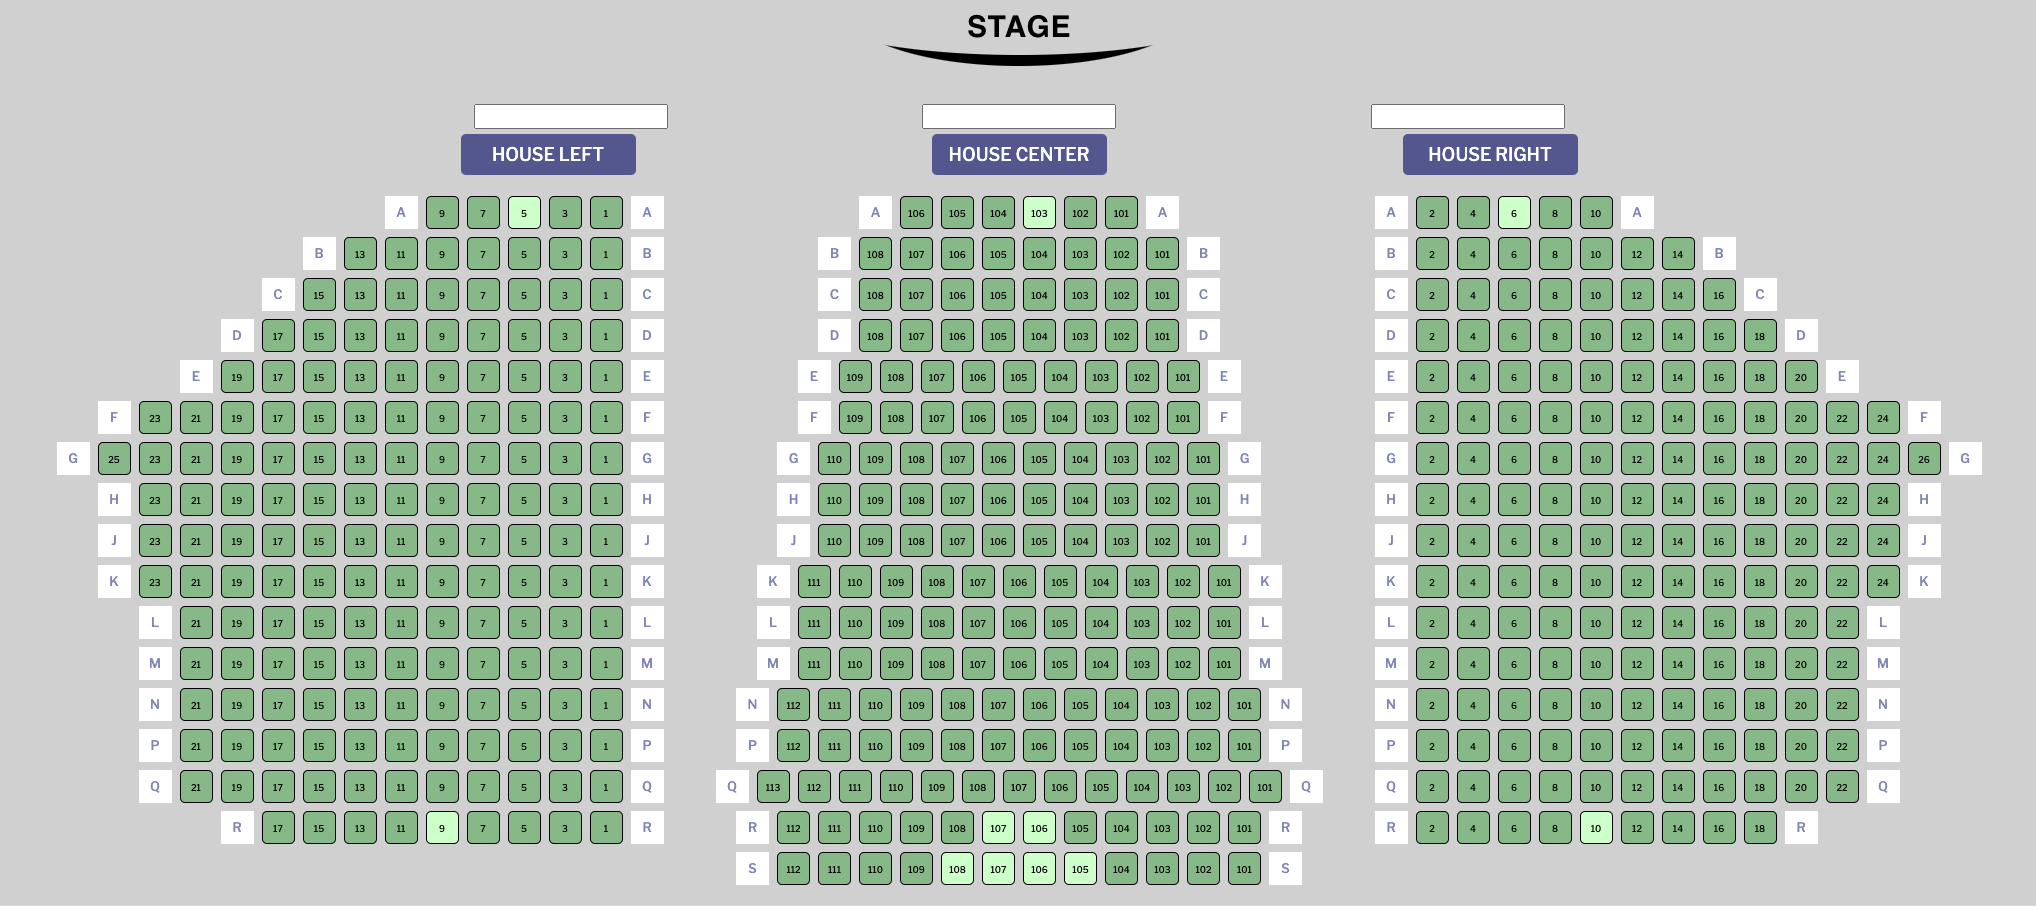 STAGE
HOUSE LEFT HOUSE CENTER HOUSE RIGHT
A 9 7 5 3 1 A A 106 105 104 103 102 101 A A 2 4 6 8 10 A
B 13 11 9 7 5 3 1 B B 108 107 106 105 104 103 102 101 B B 2 4 6 8 10 12 14 B
C 15 13 11 9 7 5 3 1 C C 108 107 106 105 104 103 102 101 C C 2 4 6 8 10 12 14 16 C
D 17 15 13 11 9 7 5 3 1 D D 108 107 106 105 104 103 102 101 D D 2 4 6 8 10 12 14 16 18 D
E 19 17 15 13 11 9 7 5 3 1 E E 109 108 107 106 105 104 103 102 101 E E 2 4 6 8 10 12 14 16 18 20 E
F 23 21 19 17 15 13 11 9 7 5 3 1 F F 109 108 107 106 105 104 103 102 101 F F 2 4 6 8 10 12 14 16 18 20 22 24 F
G 25 23 21 19 17 15 13 11 9 7 5 3 1 G G 110 109 108 107 106 105 104 103 102 101 G G 2 4 6 8 10 12 14 16 18 20 22 24 26 G
H 23 21 19 17 15 13 11 9 7 5 3 1 H H 110 109 108 107 106 105 104 103 102 101 H H 2 4 6 8 10 12 14 16 18 20 22 24 H
J 23 21 19 17 15 13 11 9 7 5 3 1 J J 110 109 108 107 106 105 104 103 102 101 J J 2 4 6 8 10 12 14 16 18 20 22 24 J
K 23 21 19 17 15 13 11 9 7 5 3 1 K K 111 110 109 108 107 106 105 104 103 102 101 K K 2 4 6 8 10 12 14 16 18 20 22 24 K
L 21 19 17 15 13 11 9 7 5 3 1 L L 111 110 109 108 107 106 105 104 103 102 101 L L 2 4 6 8 10 12 14 16 18 20 22 L
M 21 19 17 15 13 11 9 7 5 3 1 M M 111 110 109 108 107 106 105 104 103 102 101 M M 2 4 6 8 10 12 14 16 18 20 22 M
N 21 19 17 15 13 11 9 7 5 3 1 N N 112 111 110 109 108 107 106 105 104 103 102 101 N N 2 4 6 8 10 12 14 16 18 20 22 N
P 21 19 17 15 13 11 9 7 5 3 1 P P 112 111 110 109 108 107 106 105 104 103 102 101 P P 2 4 6 8 10 12 14 16 18 20 22 P
Q 21 19 17 15 13 11 9 7 5 3 1 Q Q 113 112 111 110 109 108 107 106 105 104 103 102 101 Q Q 2 4 6 8 10 12 14 16 18 20 22 Q
R 17 15 13 11 9 7 5 3 1 R R 112 111 110 109 108 107 106 105 104 103 102 101 R R 2 4 6 8 10 12 14 16 18 R
S 112 111 110 109 108 107 106 105 104 103 102 101 S